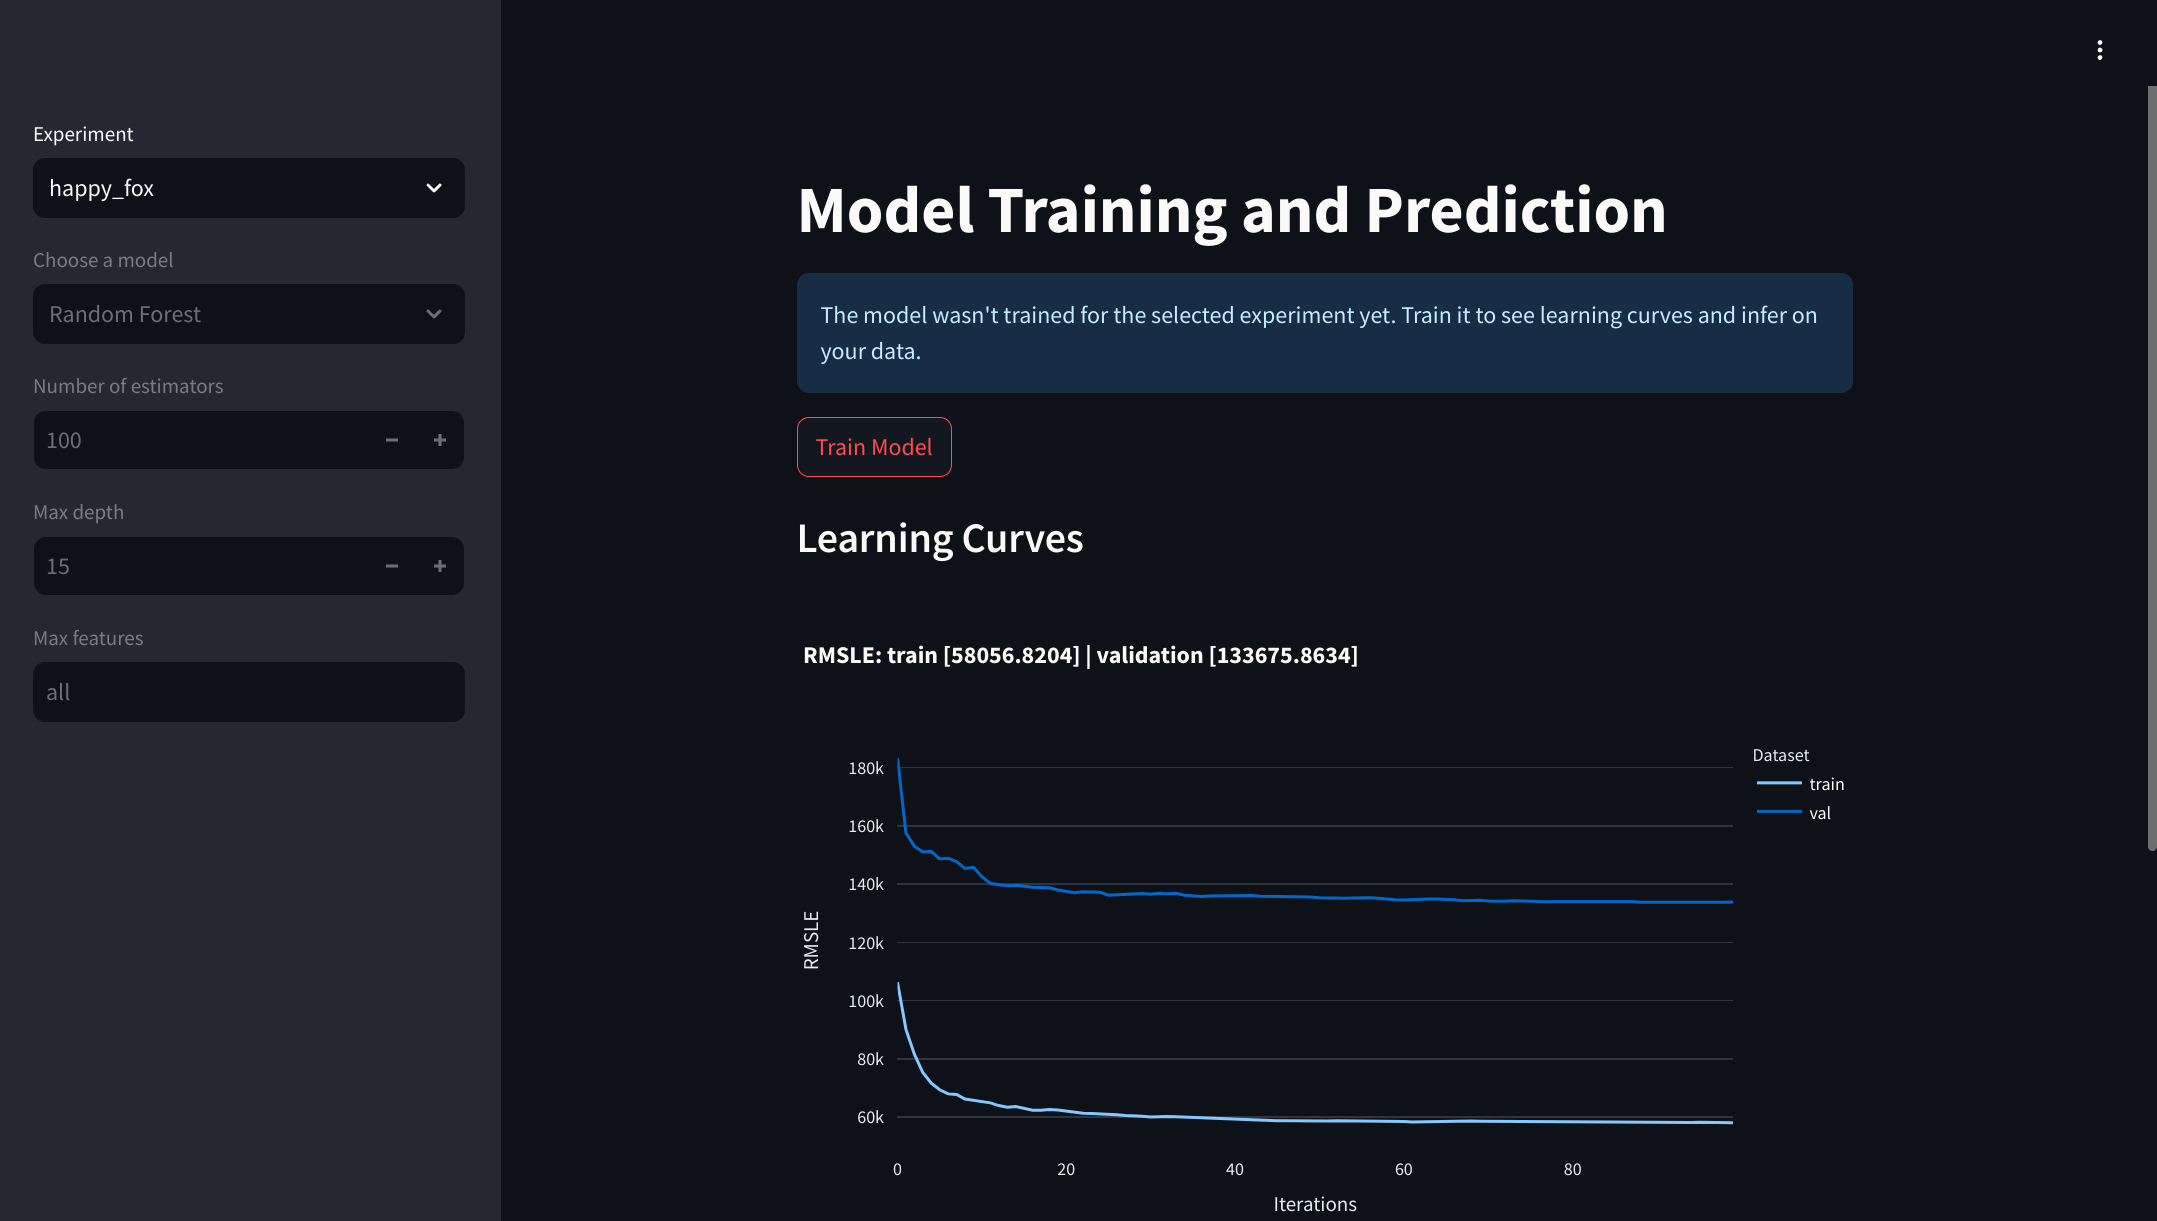 Experiment
happy_fox
Choose a model
Random Forest
Number of estimators
100
Max depth
15
Max features
all
Model Training and Prediction
The model wasn't trained for the selected experiment yet. Train it to see learning curves and infer on
your data.
Train Model
Learning Curves
RMSLE: train [58056.8204] | validation [133675.8634]
Dataset
train
val
180k
160k
140k
120k
100k
80k
60k
RMSLE
0 20 40 60 80
Iterations